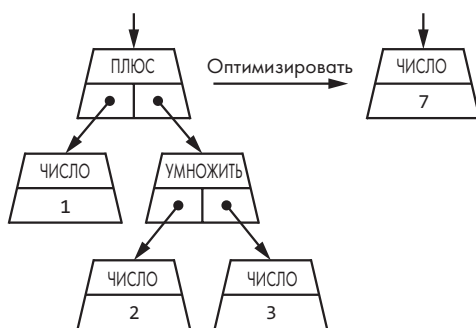 ПЛЮС
Оптимизировать
ЧИСЛО
7
ЧИСЛО
1
УМНОЖИТЬ
ЧИСЛО
2
ЧИСЛО
3